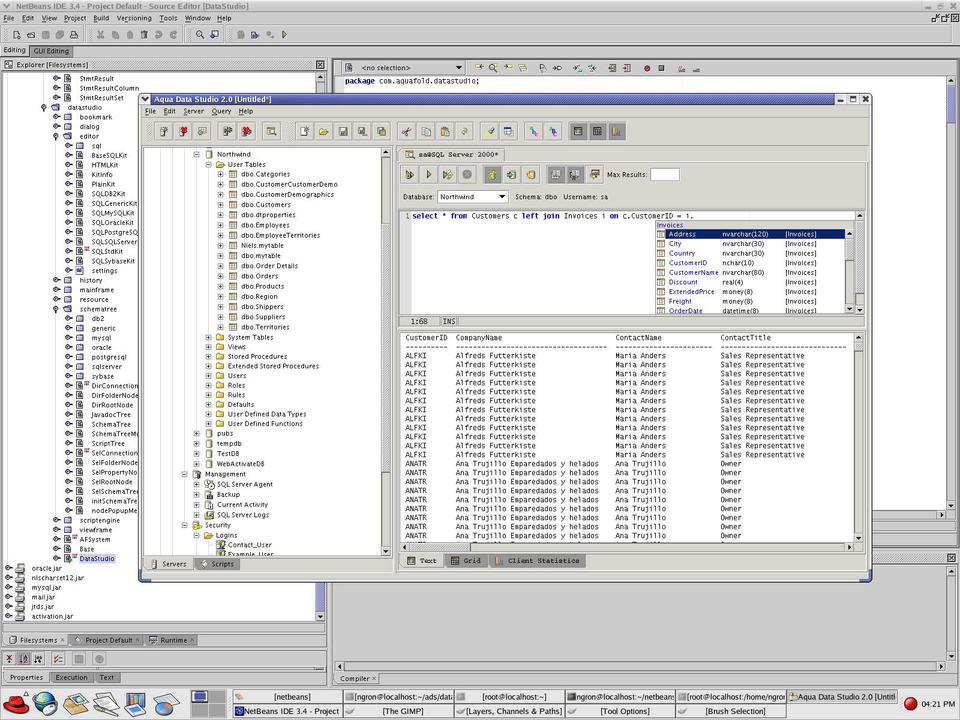 NetBeans IDE 3.4 - Project Default - Source Editor [DataStudio]
File Edit View Project Build Versioning Tools Window Help
Editing GUI Editing
Explorer [Filesystems]
<no selection>
package com.aquafold.datastudio;
StmtResult
StmtResultColumn
StmtResultSet
datastudio
bookmark
dialog
editor
sql
BaseSQLKit
HTMLKit
KitInfo
PlainKit
SQLDB2Kit
SQLGenericKit
SQLMySQLKit
SQLOracleKit
SQLPostgreSQ
SQLSQLServer
SQLStdKit
SQLSybaseKit
settings
history
mainframe
resource
schematree
db2
generic
mysql
oracle
postgresql
sqlserver
sybase
DirConnection
DirFolderNode
DirRootNode
JavadocTree
SchemaTree
SchemaTreeM
ScriptTree
SelConnection
SelFolderNode
SelPropertyNo
SelRootNode
SelSchemaTre
initSchemaTre
nodePopupMe
scriptengine
viewframe
AFSystem
Base
DataStudio
oracle.jar
nlscharset12.jar
mysql.jar
mail.jar
jtds.jar
activation.jar
Filesystems Project Default Runtime
Properties Execution Text
Aqua Data Studio 2.0 [Untitled*]
File Edit Server Query Help
Northwind
User Tables
dbo.Categories
dbo.CustomerCustomerDemo
dbo.CustomerDemographics
dbo.Customers
dbo.dtproperties
dbo.Employees
dbo.EmployeeTerritories
Niels.mytable
dbo.mytable
dbo.Order Details
dbo.Orders
dbo.Products
dbo.Region
dbo.Shippers
dbo.Suppliers
dbo.Territories
System Tables
Views
Stored Procedures
Extended Stored Procedures
Users
Roles
Rules
Defaults
User Defined Data Types
User Defined Functions
pubs
tempdb
TestDB
WebActivateDB
Management
SQL Server Agent
Backup
Current Activity
SQL Server Logs
Security
Logins
Contact_User
Example_User
Servers Scripts
sa@SQL Server 2000*
Max Results:
Database: Northwind Schema: dbo Username: sa
1 select * from Customers c left join Invoices i on c.CustomerID = i.
Invoices
Address nvarchar(120) [Invoices]
City nvarchar(30) [Invoices]
Country nvarchar(30) [Invoices]
CustomerID nchar(10) [Invoices]
CustomerName nvarchar(80) [Invoices]
Discount real(4) [Invoices]
ExtendedPrice money(8) [Invoices]
Freight money(8) [Invoices]
OrderDate datetime(8) [Invoices]
1:68 INS
CustomerID CompanyName ContactName ContactTitle
ALFKI Alfreds Futterkiste Maria Anders Sales Representative
ALFKI Alfreds Futterkiste Maria Anders Sales Representative
ALFKI Alfreds Futterkiste Maria Anders Sales Representative
ALFKI Alfreds Futterkiste Maria Anders Sales Representative
ALFKI Alfreds Futterkiste Maria Anders Sales Representative
ALFKI Alfreds Futterkiste Maria Anders Sales Representative
ALFKI Alfreds Futterkiste Maria Anders Sales Representative
ALFKI Alfreds Futterkiste Maria Anders Sales Representative
ALFKI Alfreds Futterkiste Maria Anders Sales Representative
ALFKI Alfreds Futterkiste Maria Anders Sales Representative
ALFKI Alfreds Futterkiste Maria Anders Sales Representative
ALFKI Alfreds Futterkiste Maria Anders Sales Representative
ANATR Ana Trujillo Emparedados y helados Ana Trujillo Owner
ANATR Ana Trujillo Emparedados y helados Ana Trujillo Owner
ANATR Ana Trujillo Emparedados y helados Ana Trujillo Owner
ANATR Ana Trujillo Emparedados y helados Ana Trujillo Owner
ANATR Ana Trujillo Emparedados y helados Ana Trujillo Owner
ANATR Ana Trujillo Emparedados y helados Ana Trujillo Owner
ANATR Ana Trujillo Emparedados y helados Ana Trujillo Owner
ANATR Ana Trujillo Emparedados y helados Ana Trujillo Owner
ANATR Ana Trujillo Emparedados y helados Ana Trujillo Owner
Text Grid Client Statistics
Compiler
[netbeans] [ngron@localhost:~/ads/data [root@localhost:~] ngron@localhost:~/netbeans [root@localhost:/home/ngron Aqua Data Studio 2.0 [Untitl
NetBeans IDE 3.4 - Project [The GIMP] [Layers, Channels & Paths] [Tool Options] [Brush Selection]
04:21 PM